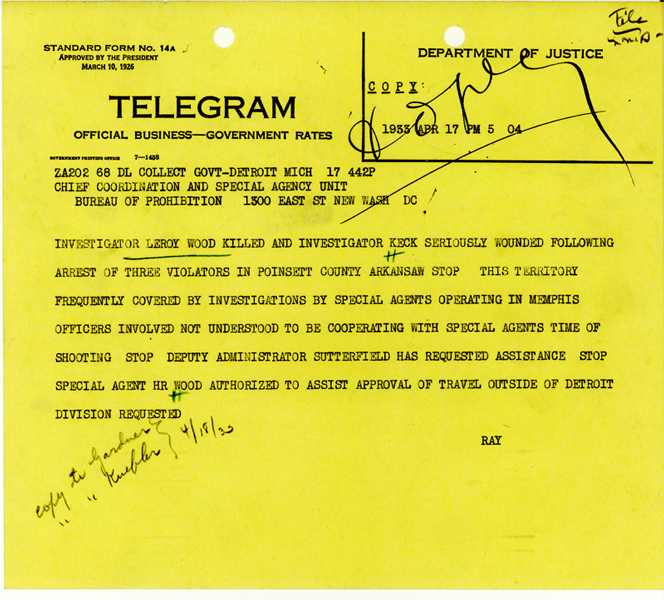 File
STANDARD FORM No. 14A
APPROVED BY THE PRESIDENT
MARCH 10, 1926
DEPARTMENT OF JUSTICE
COPY:
Copy
TELEGRAM
1933 APR 17 PM 5 04
OFFICIAL BUSINESS—GOVERNMENT RATES
GOVERNMENT PRINTING OFFICE 7—1438
ZA202 68 DL COLLECT GOVT-DETROIT MICH 17 442P
CHIEF COORDINATION AND SPECIAL AGENCY UNIT
BUREAU OF PROHIBITION 1300 EAST ST NEW WASH DC
INVESTIGATOR LEROY WOOD KILLED AND INVESTIGATOR KECK SERIOUSLY WOUNDED FOLLOWING
ARREST OF THREE VIOLATORS IN POINSETT COUNTY ARKANSAW STOP THIS TERRITORY
FREQUENTLY COVERED BY INVESTIGATIONS BY SPECIAL AGENTS OPERATING IN MEMPHIS
OFFICERS INVOLVED NOT UNDERSTOOD TO BE COOPERATING WITH SPECIAL AGENTS TIME OF
SHOOTING STOP DEPUTY ADMINISTRATOR SUTTERFIELD HAS REQUESTED ASSISTANCE STOP
SPECIAL AGENT HR WOOD AUTHORIZED TO ASSIST APPROVAL OF TRAVEL OUTSIDE OF DETROIT
DIVISION REQUESTED
RAY
copy to Gardner 4/18/33
" " Kuebler